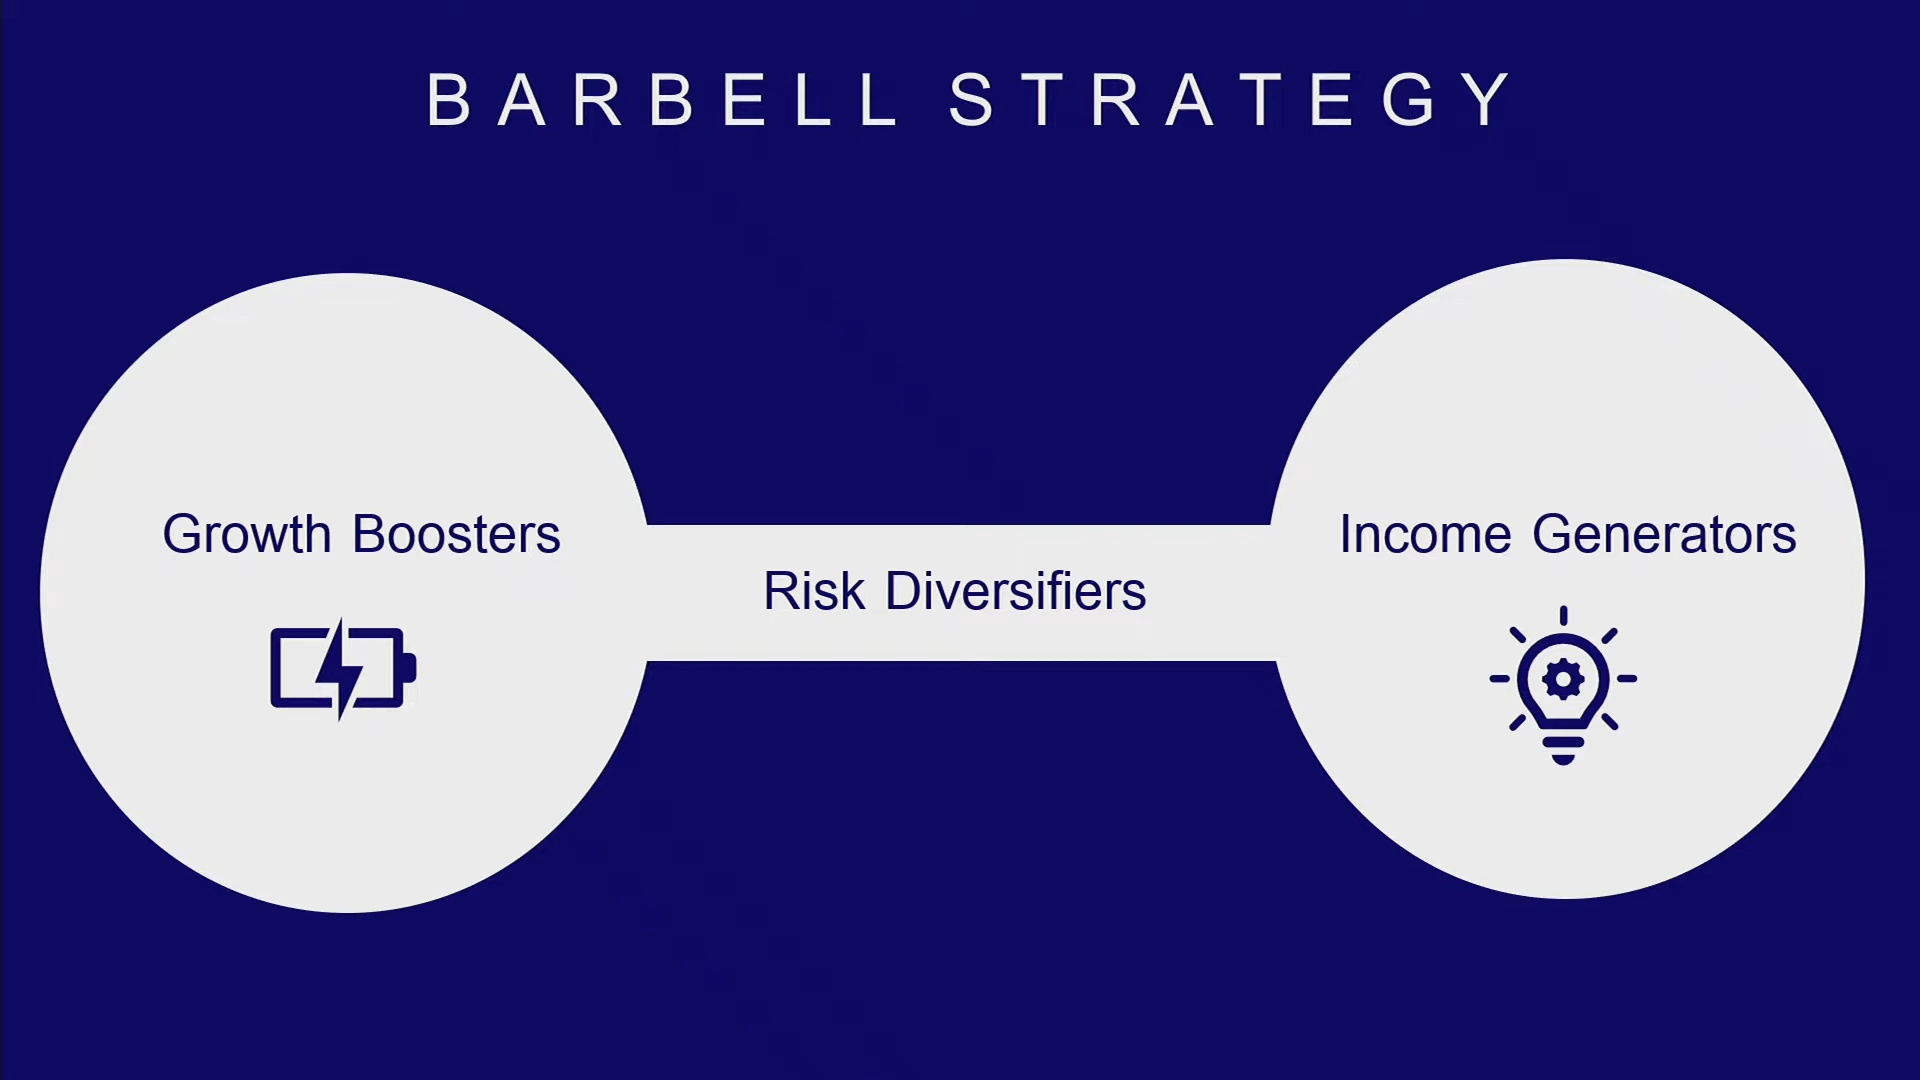 BARBELL STRATEGY
Growth Boosters
Risk Diversifiers
Income Generators